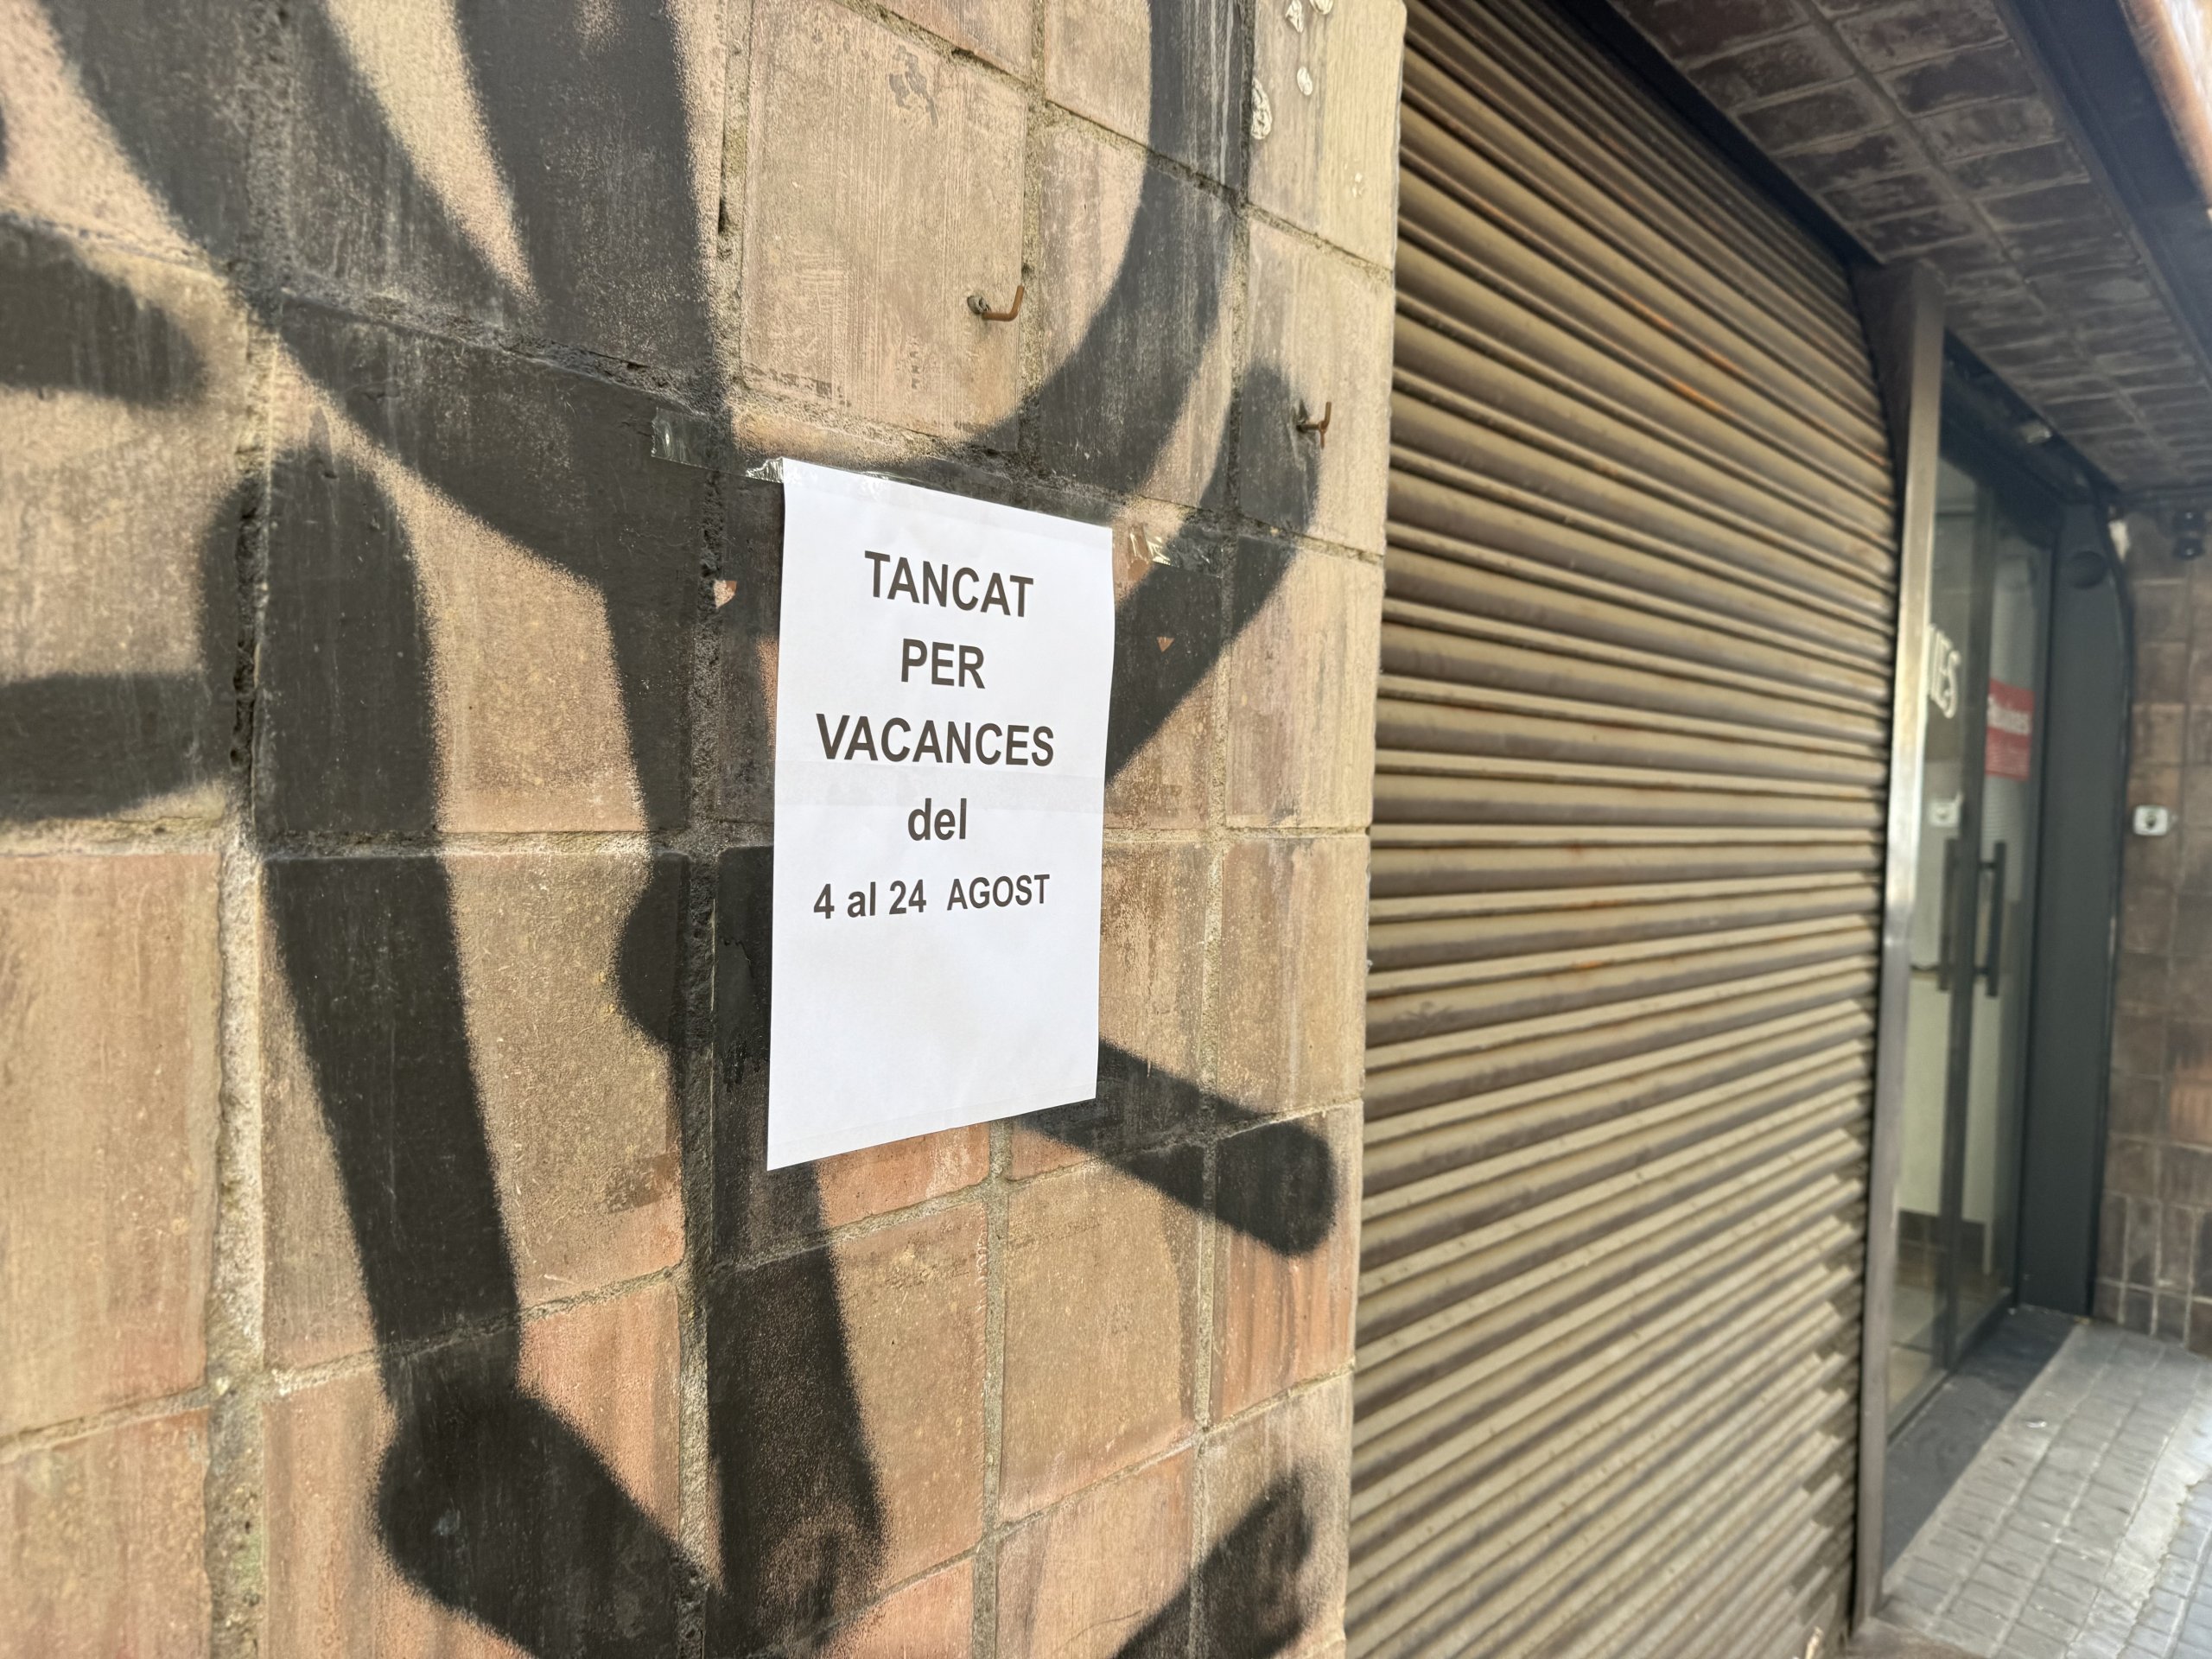 TANCAT
PER
VACANCES
del
4 al 24 AGOST